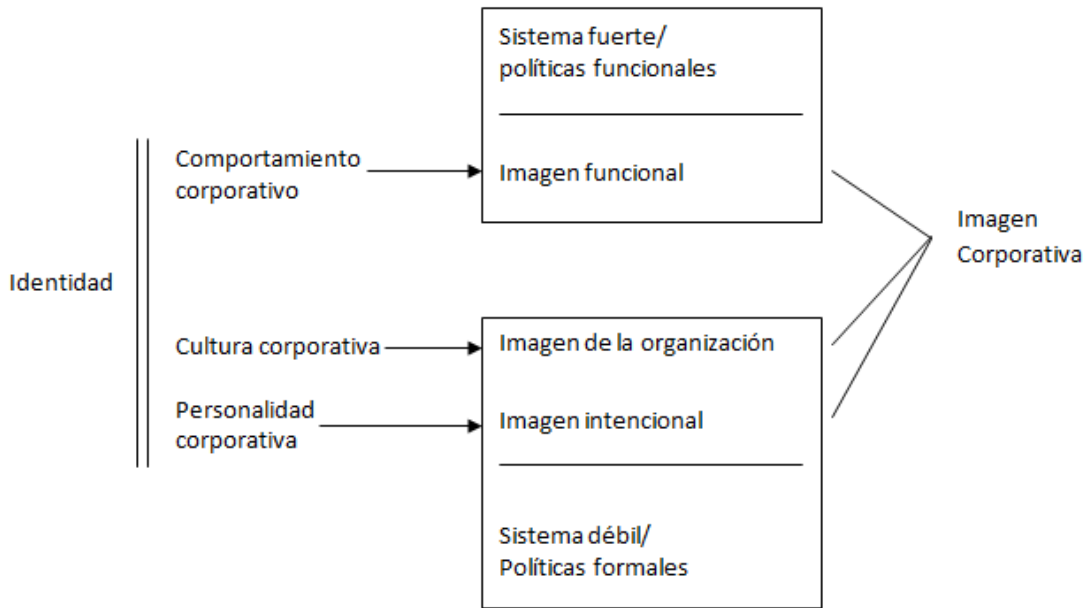 Sistema fuerte/
políticas funcionales
Comportamiento
corporativo
Imagen funcional
Imagen
Corporativa
Identidad
Cultura corporativa
Imagen de la organización
Personalidad
corporativa
Imagen intencional
Sistema débil/
Políticas formales